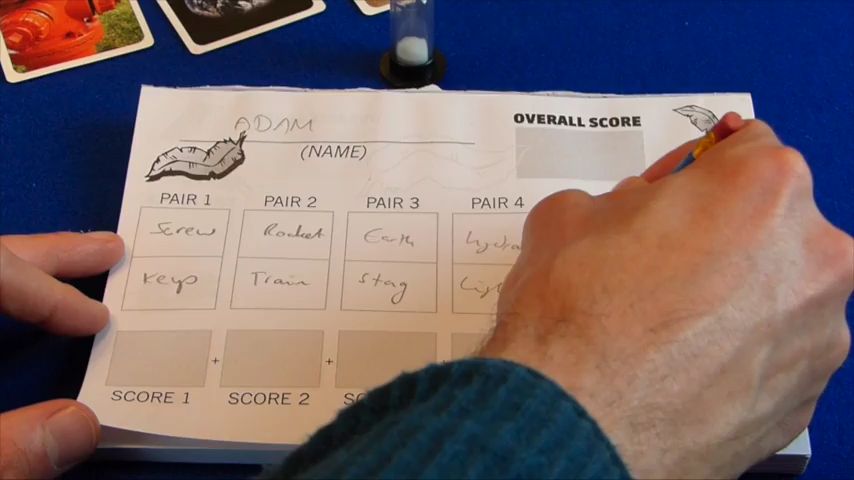 ADAM
OVERALL SCORE
(NAME)
PAIR 1 PAIR 2 PAIR 3 PAIR 4
Screw Rocket Earth
Keys Train Stag
+ + +
SCORE 1 SCORE 2